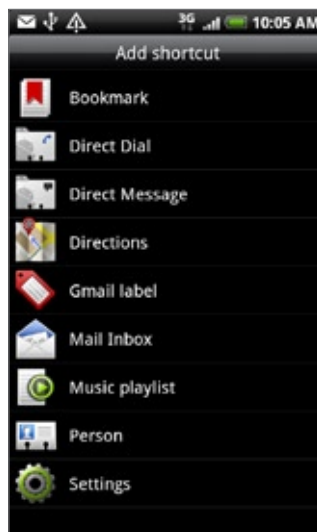 3G 10:05 AM
Add shortcut
Bookmark
Direct Dial
Direct Message
Directions
Gmail label
Mail Inbox
Music playlist
Person
Settings